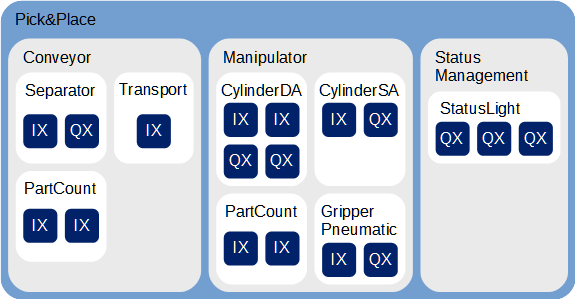 Pick&Place
Conveyor
Separator
IX QX
Transport
IX
PartCount
IX IX
Manipulator
CylinderDA
IX IX
QX QX
CylinderSA
IX QX
PartCount
IX IX
Gripper
Pneumatic
IX QX
Status
Management
StatusLight
QX QX QX